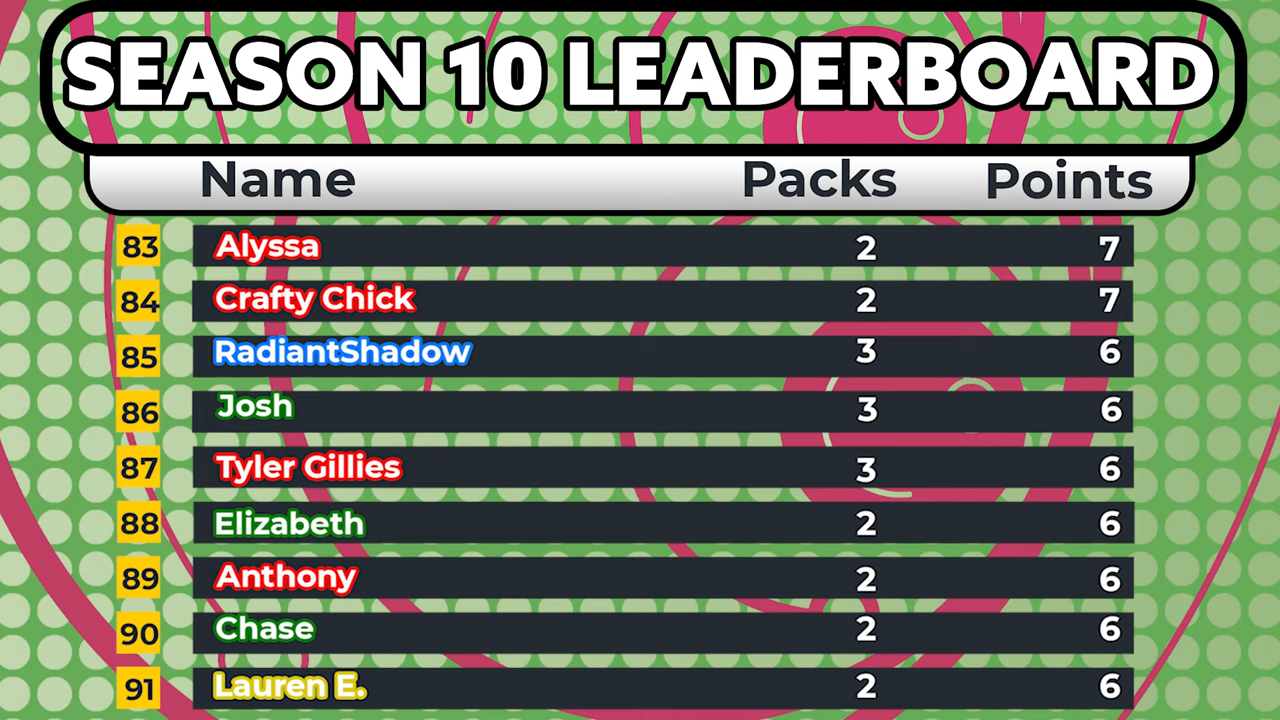 SEASON 10 LEADERBOARD
Name Packs Points
83 Alyssa 2 7
84 Crafty Chick 2 7
85 RadiantShadow 3 6
86 Josh 3 6
87 Tyler Gillies 3 6
88 Elizabeth 2 6
89 Anthony 2 6
90 Chase 2 6
91 Lauren E. 2 6